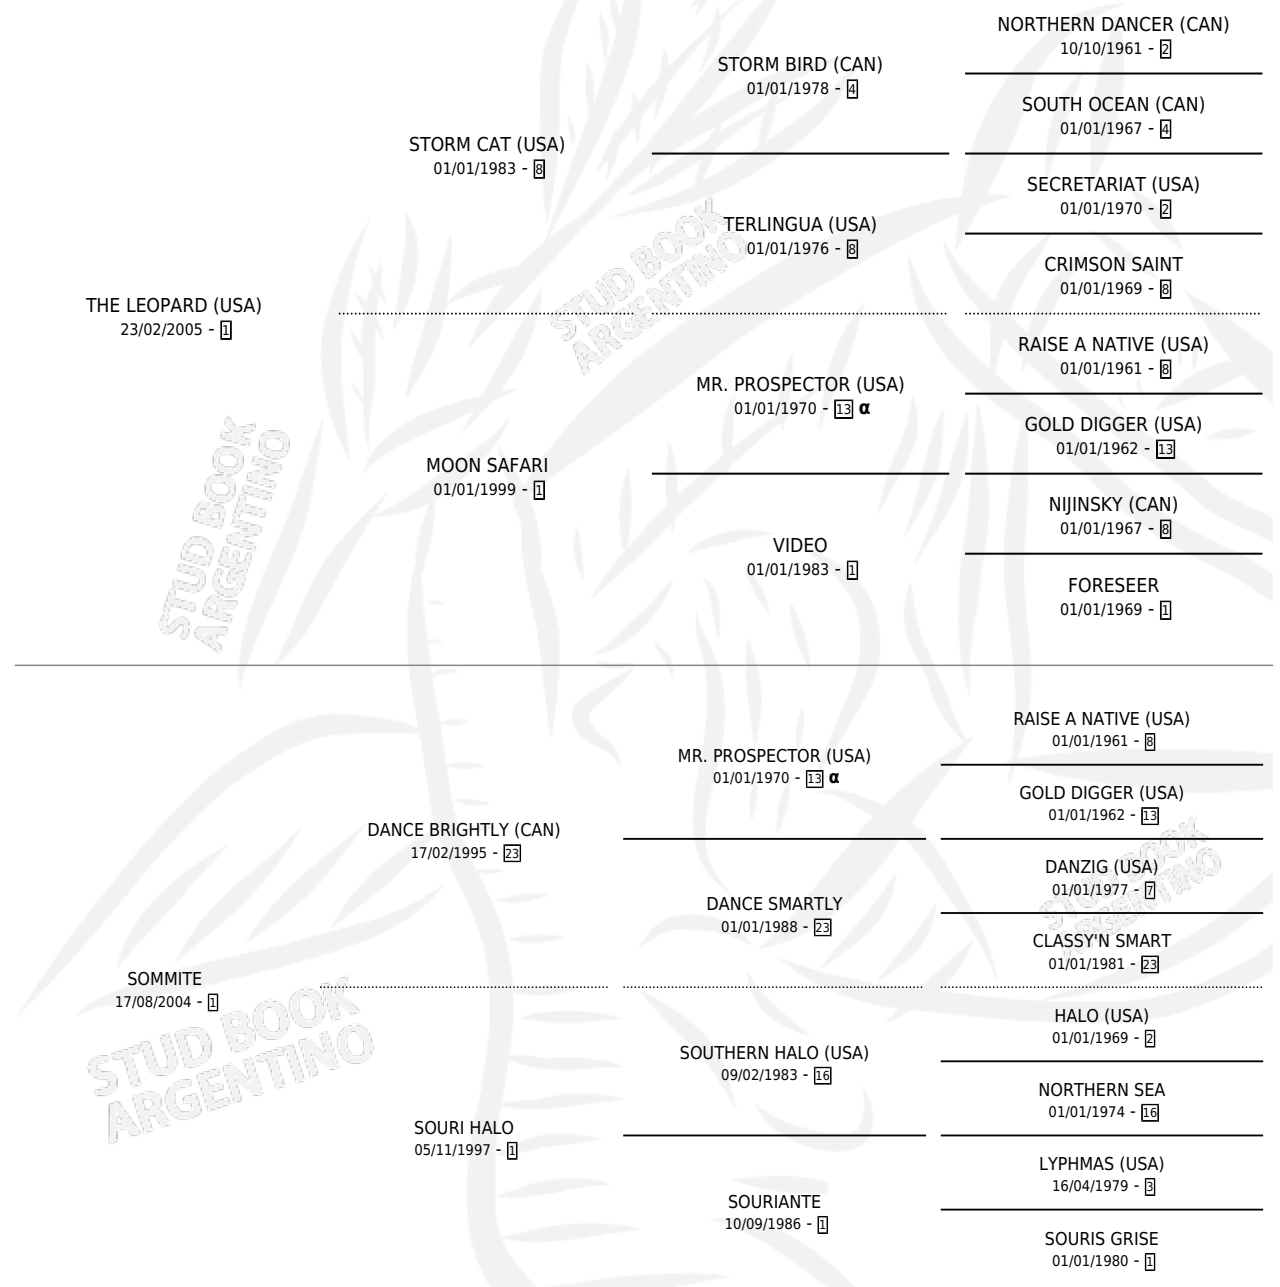 NORTHERN DANCER (CAN)
10/10/1961 - 2
STORM BIRD (CAN)
01/01/1978 - 4
SOUTH OCEAN (CAN)
01/01/1967 - 4
STORM CAT (USA)
01/01/1983 - 8
SECRETARIAT (USA)
01/01/1970 - 2
TERLINGUA (USA)
01/01/1976 - 8
CRIMSON SAINT
01/01/1969 - 8
THE LEOPARD (USA)
23/02/2005 - 1
STUD BOOK
ARGENTINO
RAISE A NATIVE (USA)
01/01/1961 - 8
MR. PROSPECTOR (USA)
01/01/1970 - 13 α
GOLD DIGGER (USA)
01/01/1962 - 13
MOON SAFARI
01/01/1999 - 1
NIJINSKY (CAN)
01/01/1967 - 8
VIDEO
01/01/1983 - 1
FORESEER
01/01/1969 - 1
STUD BOOK
ARGENTINO
RAISE A NATIVE (USA)
01/01/1961 - 8
MR. PROSPECTOR (USA)
01/01/1970 - 13 α
GOLD DIGGER (USA)
01/01/1962 - 13
DANCE BRIGHTLY (CAN)
17/02/1995 - 23
DANZIG (USA)
01/01/1977 - 7
DANCE SMARTLY
01/01/1988 - 23
CLASSY'N SMART
01/01/1981 - 23
STUD BOOK
ARGENTINO
SOMMITE
17/08/2004 - 1
HALO (USA)
01/01/1969 - 2
SOUTHERN HALO (USA)
09/02/1983 - 16
NORTHERN SEA
01/01/1974 - 16
STUD BOOK
ARGENTINO
SOURI HALO
05/11/1997 - 1
LYPHMAS (USA)
16/04/1979 - 3
SOURIANTE
10/09/1986 - 1
SOURIS GRISE
01/01/1980 - 1